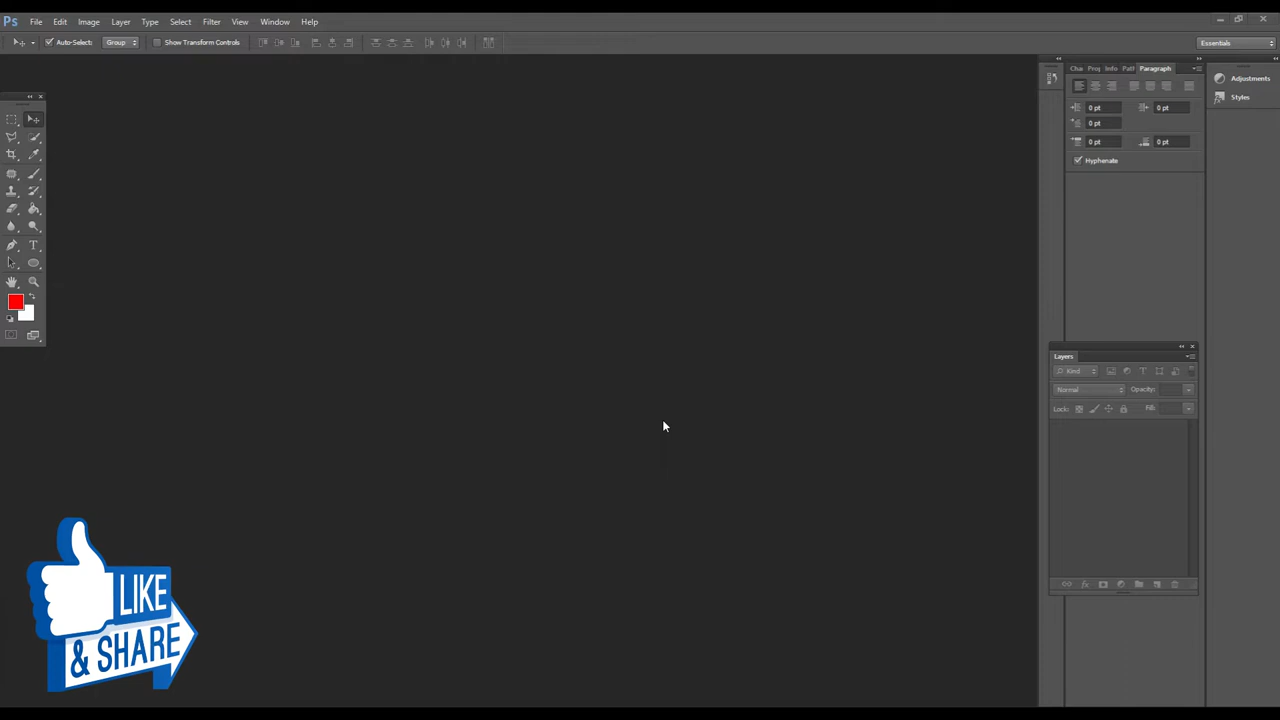 Ps File Edit Image Layer Type Select Filter View Window Help
Auto-Select: Group Show Transform Controls Essentials
Cha Proj Info Path Paragraph
Adjustments
Styles
0 pt 0 pt
0 pt
0 pt 0 pt
Hyphenate
Layers
Kind
Normal Opacity:
Lock: Fill:
LIKE
& SHARE